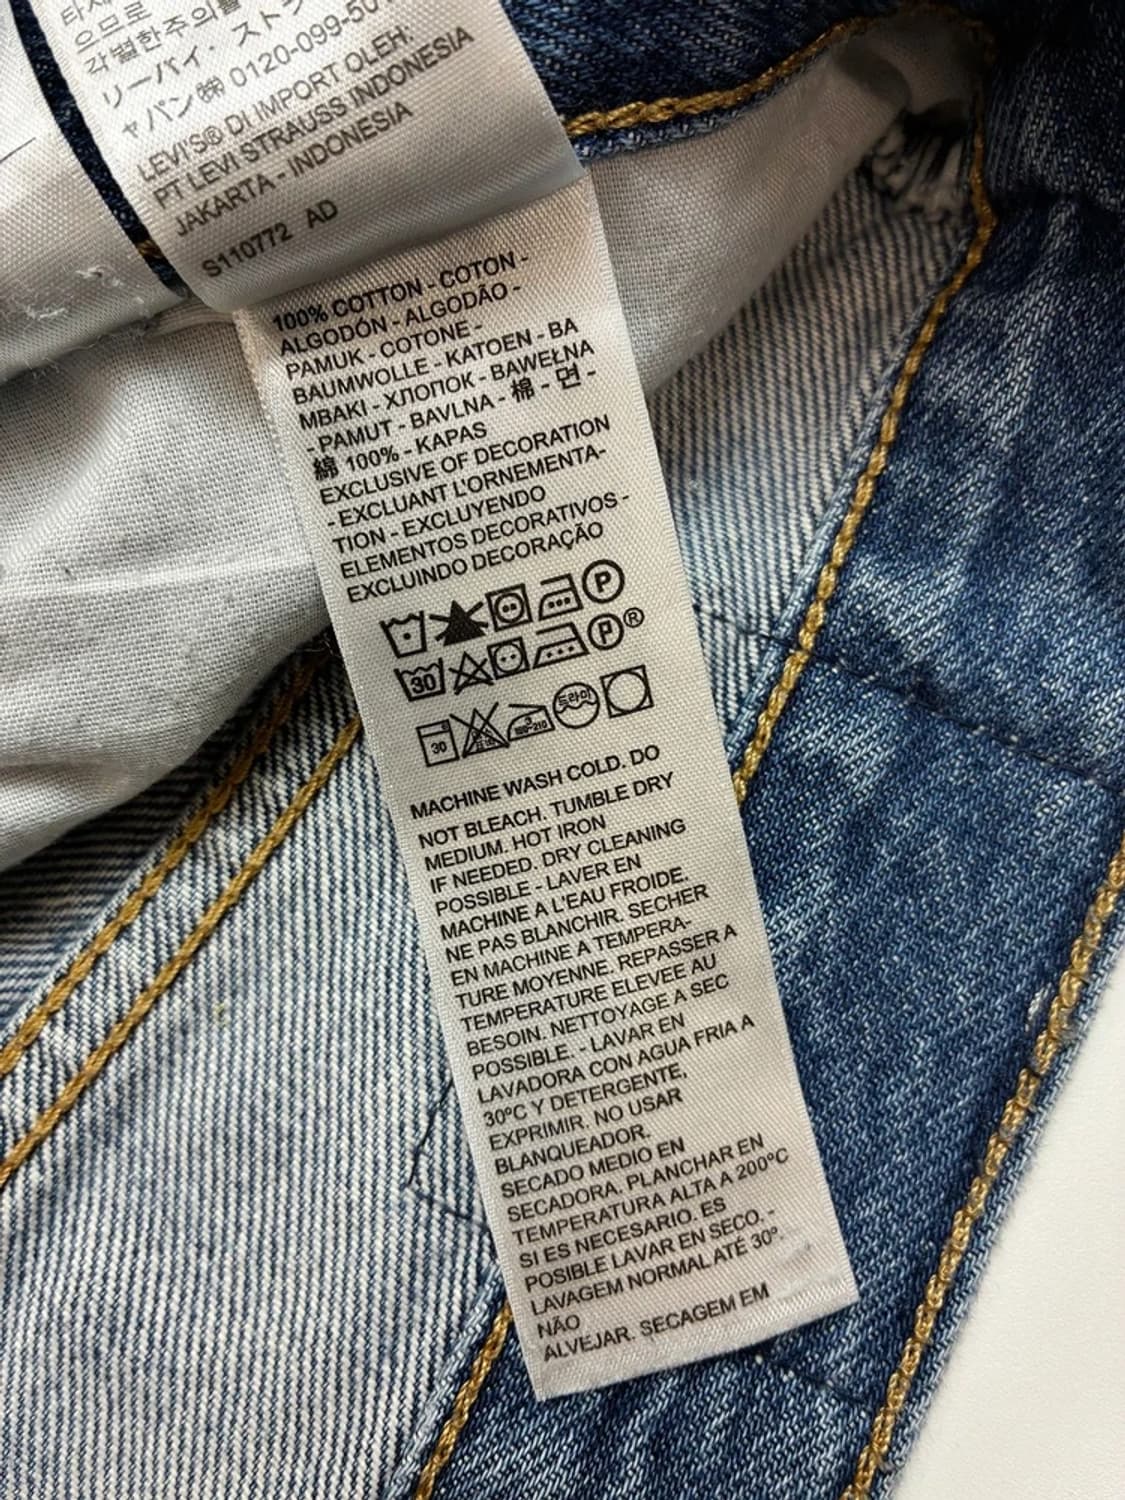 으므로
각별한주의를
リーバイ・ストラ
ャパン㈱ 0120-099-501
LEVI'S® DI IMPORT OLEH:
PT LEVI STRAUSS INDONESIA
JAKARTA - INDONESIA
S110772 AD
100% COTTON - COTON -
ALGODÓN - ALGODÃO -
PAMUK - COTONE -
BAUMWOLLE - KATOEN - BA
MBAKI - ХЛОПОК - BAWEŁNA
- PAMUT - BAVLNA - 棉 - 면 -
綿 100% - KAPAS
EXCLUSIVE OF DECORATION
- EXCLUANT L'ORNEMENTA-
TION - EXCLUYENDO
ELEMENTOS DECORATIVOS -
EXCLUINDO DECORAÇÃO
P
30 P ®
30 드라이
MACHINE WASH COLD. DO
NOT BLEACH. TUMBLE DRY
MEDIUM. HOT IRON
IF NEEDED. DRY CLEANING
POSSIBLE - LAVER EN
MACHINE A L'EAU FROIDE.
NE PAS BLANCHIR. SECHER
EN MACHINE A TEMPERA-
TURE MOYENNE. REPASSER A
TEMPERATURE ELEVEE AU
BESOIN. NETTOYAGE A SEC
POSSIBLE. - LAVAR EN
LAVADORA CON AGUA FRIA A
30ºC Y DETERGENTE,
EXPRIMIR. NO USAR
BLANQUEADOR.
SECADO MEDIO EN
SECADORA. PLANCHAR EN
TEMPERATURA ALTA A 200ºC
SI ES NECESARIO. ES
POSIBLE LAVAR EN SECO. -
LAVAGEM NORMAL ATÉ 30º.
NÃO
ALVEJAR. SECAGEM EM